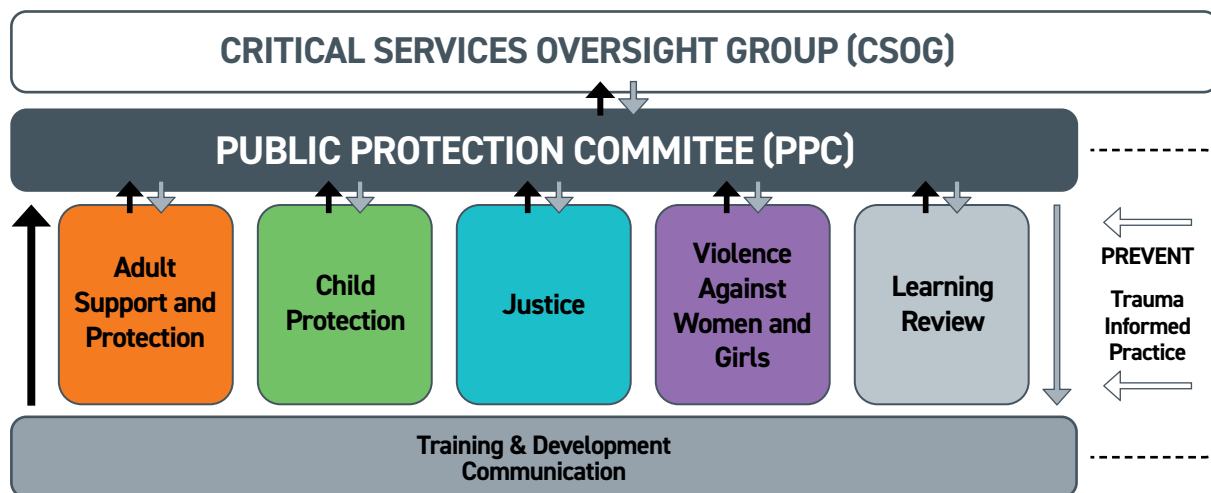 CRITICAL SERVICES OVERSIGHT GROUP (CSOG)
PUBLIC PROTECTION COMMITEE (PPC)
Adult
Support and
Protection
Child
Protection
Justice
Violence
Against
Women and
Girls
Learning
Review
PREVENT
Trauma
Informed
Practice
Training & Development
Communication